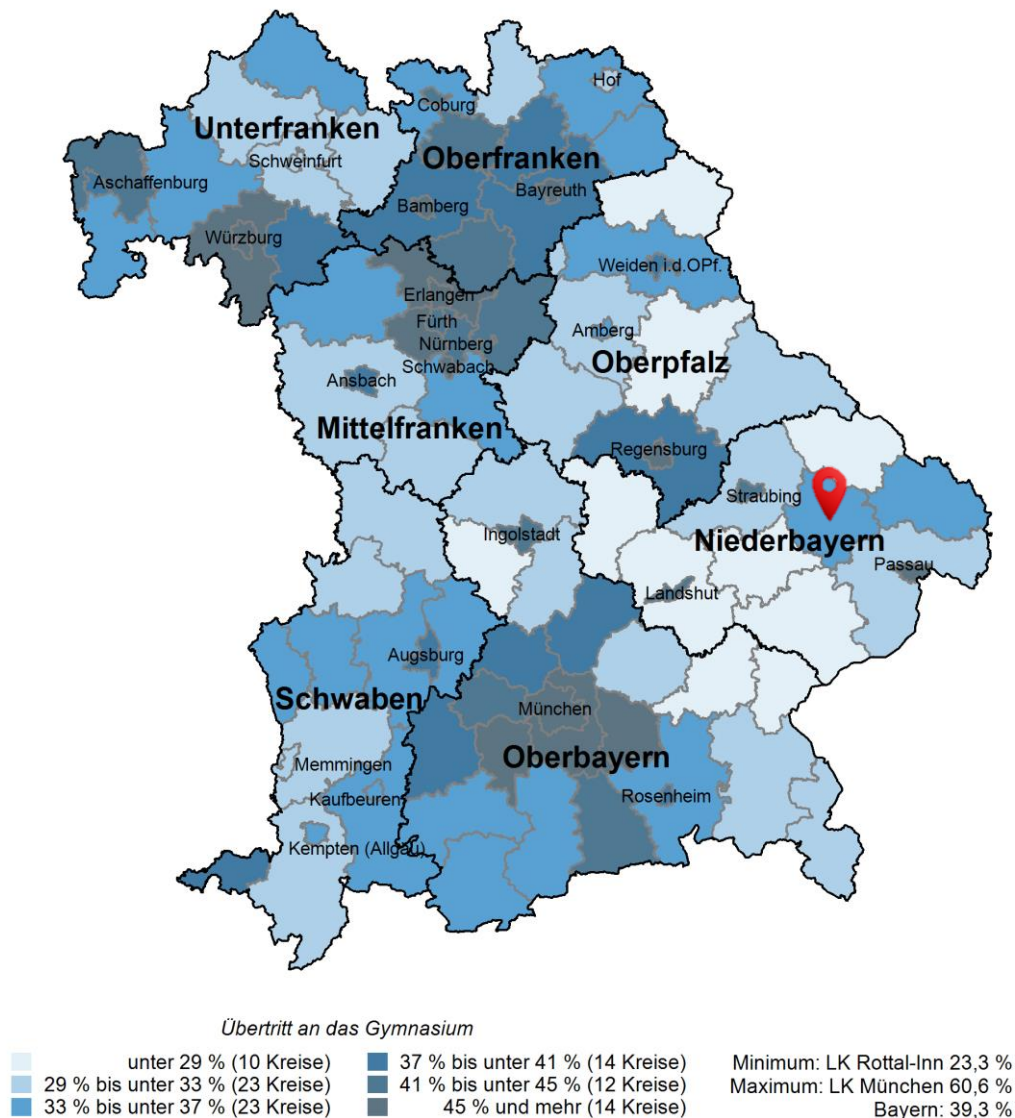 Hof
Coburg
Unterfranken
Schweinfurt
Oberfranken
Aschaffenburg
Bayreuth
Bamberg
Würzburg
Weiden i.d.OPf.
Erlangen
Fürth
Amberg
Nürnberg
Schwabach
Oberpfalz
Ansbach
Mittelfranken
Regensburg
Straubing
Ingolstadt
Niederbayern
Passau
Landshut
Augsburg
Schwaben
München
Oberbayern
Memmingen
Kaufbeuren
Rosenheim
Kempten (Allgäu)
Übertritt an das Gymnasium
unter 29 % (10 Kreise)
29 % bis unter 33 % (23 Kreise)
33 % bis unter 37 % (23 Kreise)
37 % bis unter 41 % (14 Kreise)
41 % bis unter 45 % (12 Kreise)
45 % und mehr (14 Kreise)
Minimum: LK Rottal-Inn 23,3 %
Maximum: LK München 60,6 %
Bayern: 39,3 %